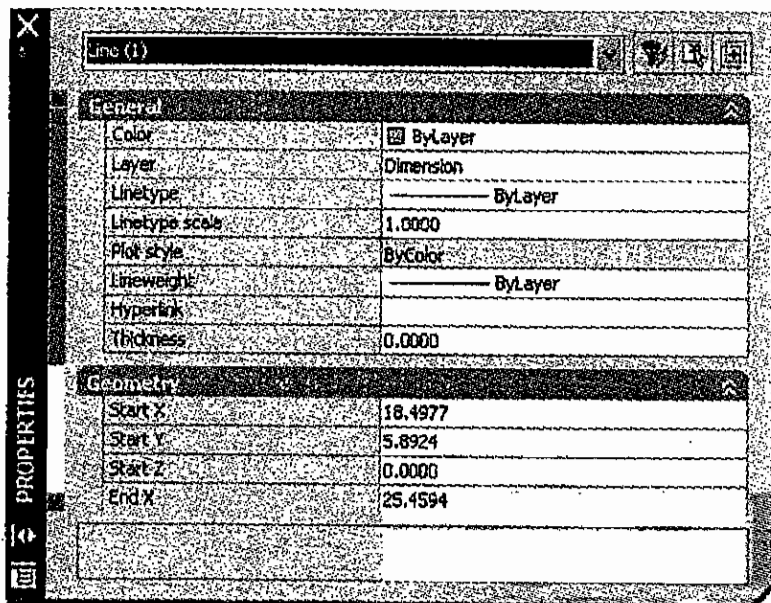 Line (1)
General
Color ByLayer
Layer Dimension
Linetype ByLayer
Linetype scale 1.0000
Plot style ByColor
Lineweight ByLayer
Hyperlink
Thickness 0.0000
Geometry
Start X 18.4977
Start Y 5.8924
Start Z 0.0000
End X 25.4594
PROPERTIES